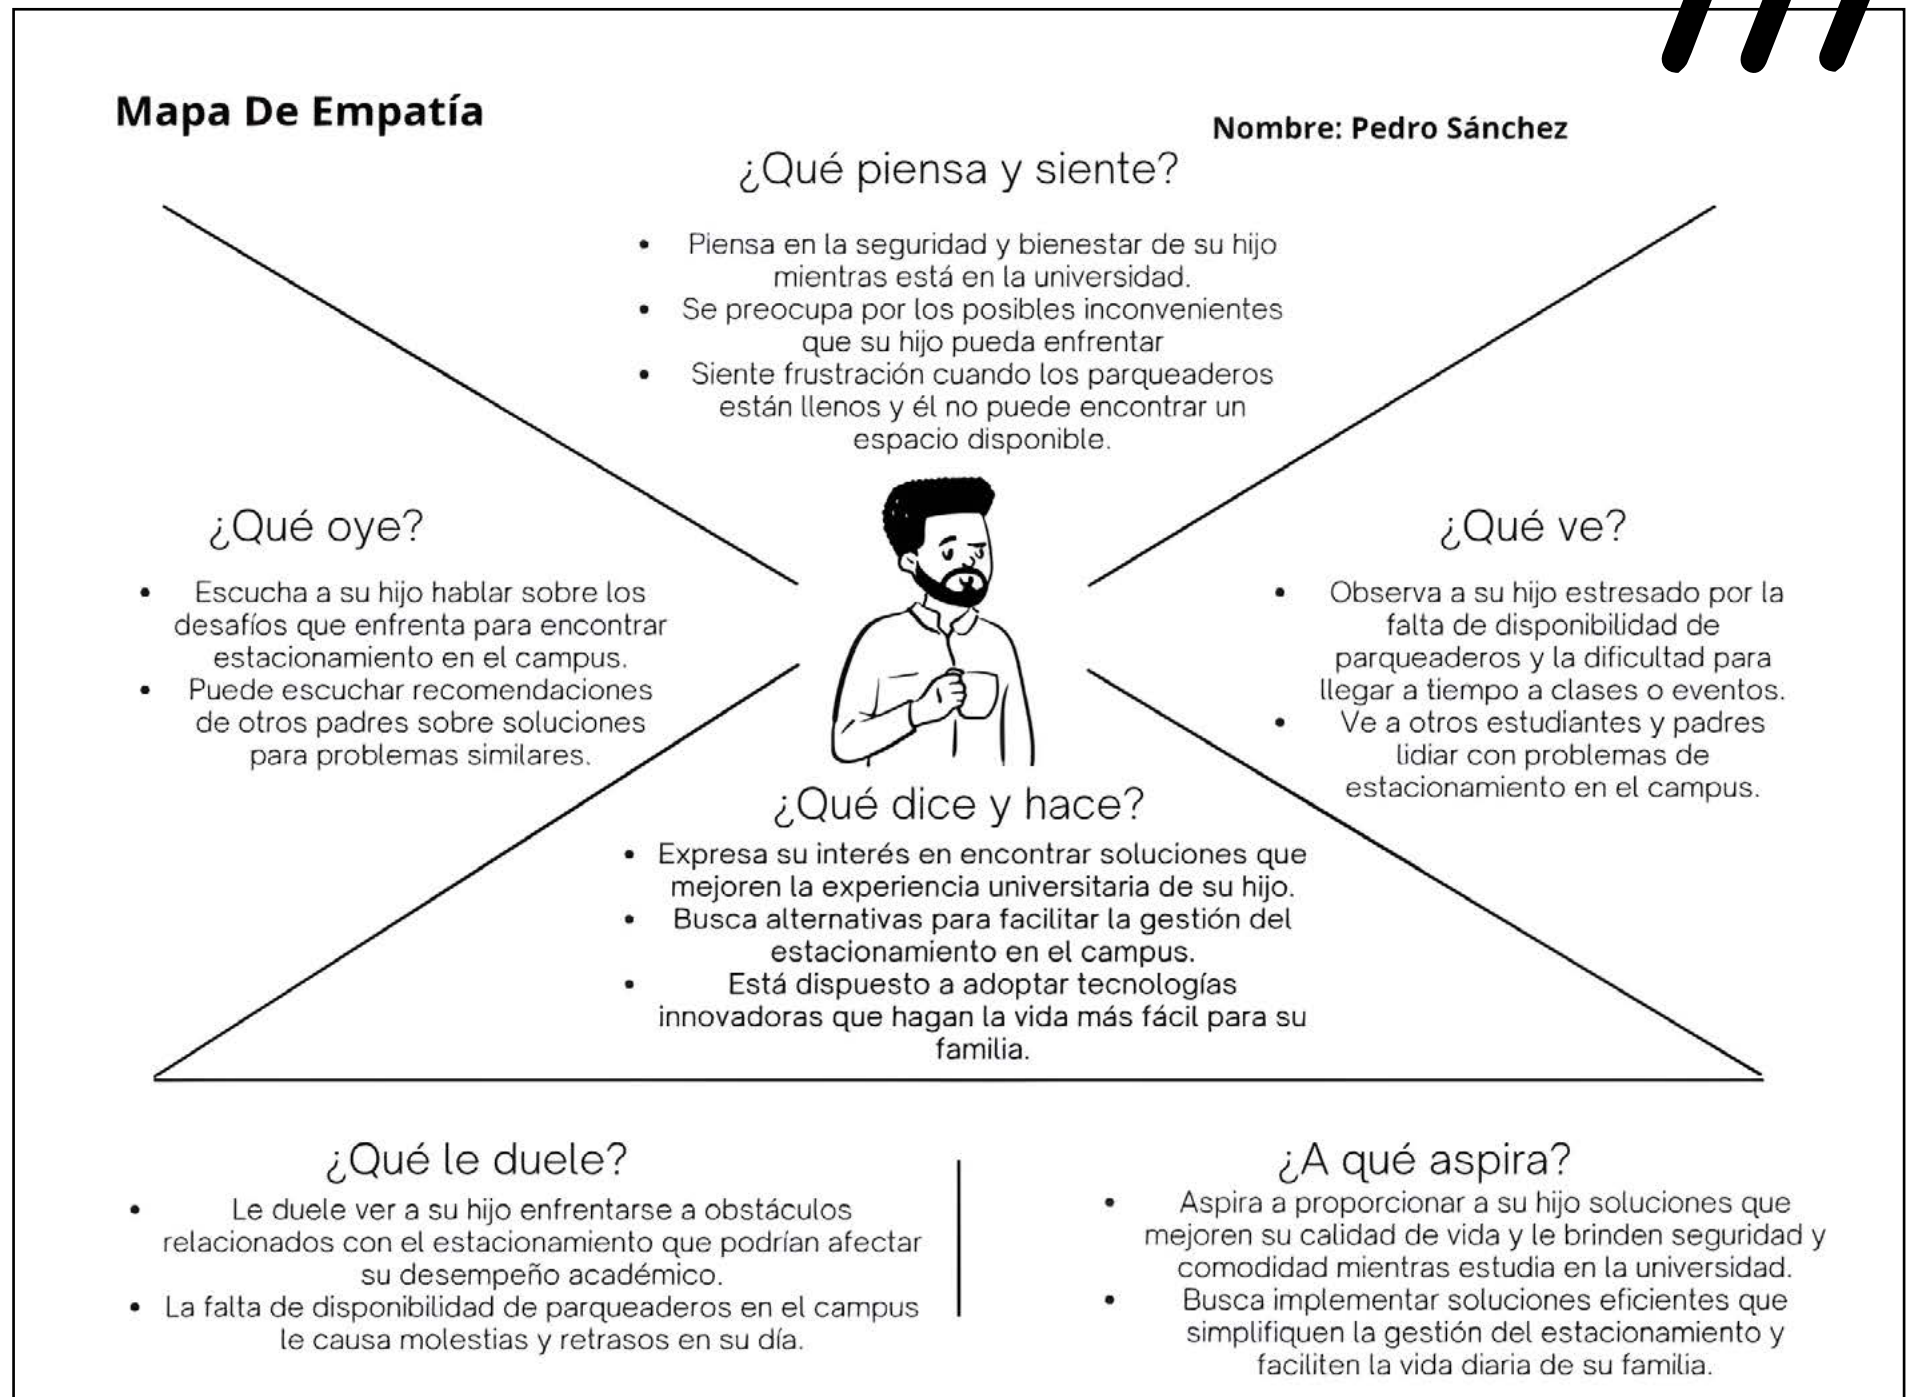 Mapa De Empatía
Nombre: Pedro Sánchez
¿Qué piensa y siente?
• Piensa en la seguridad y bienestar de su hijo
mientras está en la universidad.
• Se preocupa por los posibles inconvenientes
que su hijo pueda enfrentar
• Siente frustración cuando los parqueaderos
están llenos y él no puede encontrar un
espacio disponible.
¿Qué oye?
• Escucha a su hijo hablar sobre los
desafíos que enfrenta para encontrar
estacionamiento en el campus.
• Puede escuchar recomendaciones
de otros padres sobre soluciones
para problemas similares.
¿Qué ve?
• Observa a su hijo estresado por la
falta de disponibilidad de
parqueaderos y la dificultad para
llegar a tiempo a clases o eventos.
• Ve a otros estudiantes y padres
lidiar con problemas de
estacionamiento en el campus.
¿Qué dice y hace?
• Expresa su interés en encontrar soluciones que
mejoren la experiencia universitaria de su hijo.
• Busca alternativas para facilitar la gestión del
estacionamiento en el campus.
• Está dispuesto a adoptar tecnologías
innovadoras que hagan la vida más fácil para su
familia.
¿Qué le duele?
• Le duele ver a su hijo enfrentarse a obstáculos
relacionados con el estacionamiento que podrían afectar
su desempeño académico.
• La falta de disponibilidad de parqueaderos en el campus
le causa molestias y retrasos en su día.
¿A qué aspira?
• Aspira a proporcionar a su hijo soluciones que
mejoren su calidad de vida y le brinden seguridad y
comodidad mientras estudia en la universidad.
• Busca implementar soluciones eficientes que
simplifiquen la gestión del estacionamiento y
faciliten la vida diaria de su familia.